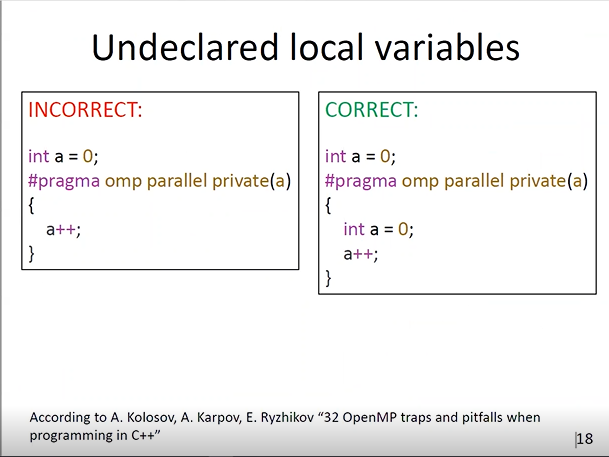 Undeclared local variables
INCORRECT:
int a = 0;
#pragma omp parallel private(a)
{
a++;
}
CORRECT:
int a = 0;
#pragma omp parallel private(a)
{
int a = 0;
a++;
}
According to A. Kolosov, A. Karpov, E. Ryzhikov “32 OpenMP traps and pitfalls when
programming in C++”
18